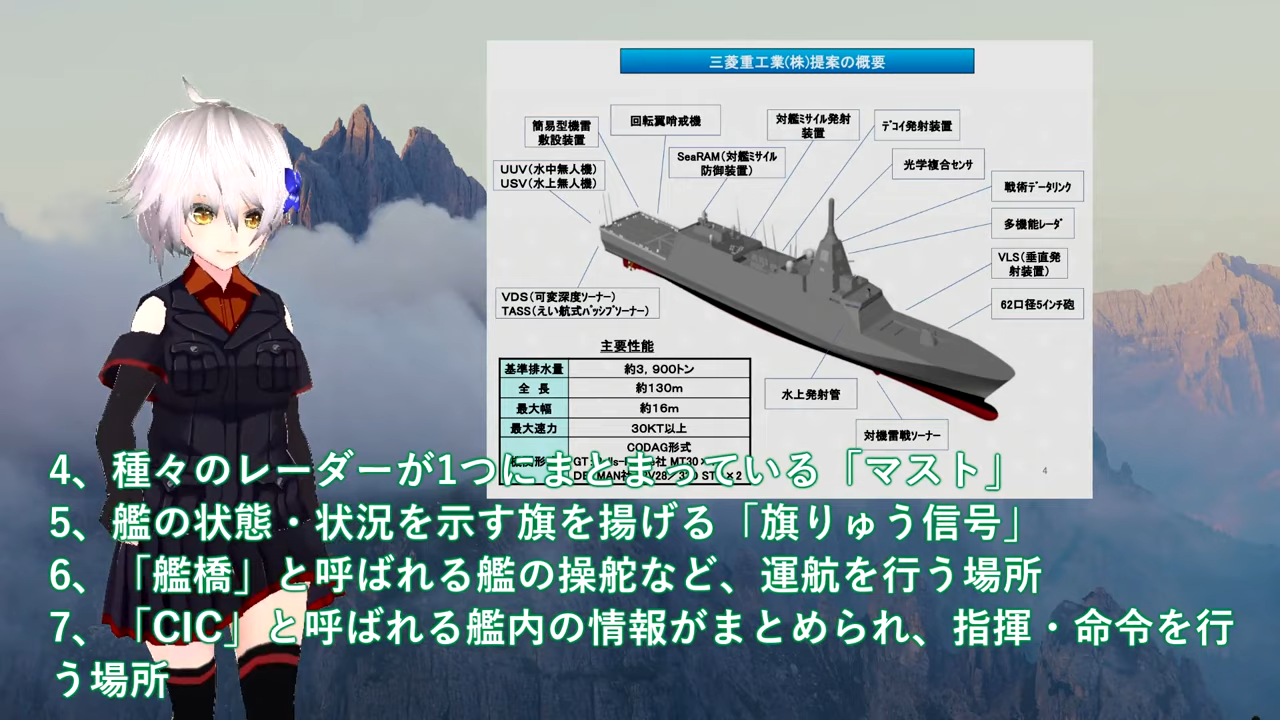 三菱重工業(株)提案の概要
簡易型機雷
敷設装置
回転翼哨戒機
対艦ミサイル発射
装置
デコイ発射装置
UUV(水中無人機)
USV(水上無人機)
SeaRAM(対艦ミサイル
防御装置)
光学複合センサ
戦術データリンク
多機能レーダ
VLS(垂直発
射装置)
62口径5インチ砲
VDS(可変深度ソーナー)
TASS(えい航式パッシブソーナー)
水上発射管
対機雷戦ソーナー
主要性能
基準排水量 約3,900トン
全 長 約130m
最大幅 約16m
最大速力 30KT以上
CODAG形式
4
4、種々のレーダーが1つにまとまっている「マスト」
5、艦の状態・状況を示す旗を揚げる「旗りゅう信号」
6、「艦橋」と呼ばれる艦の操舵など、運航を行う場所
7、「CIC」と呼ばれる艦内の情報がまとめられ、指揮・命令を行
う場所